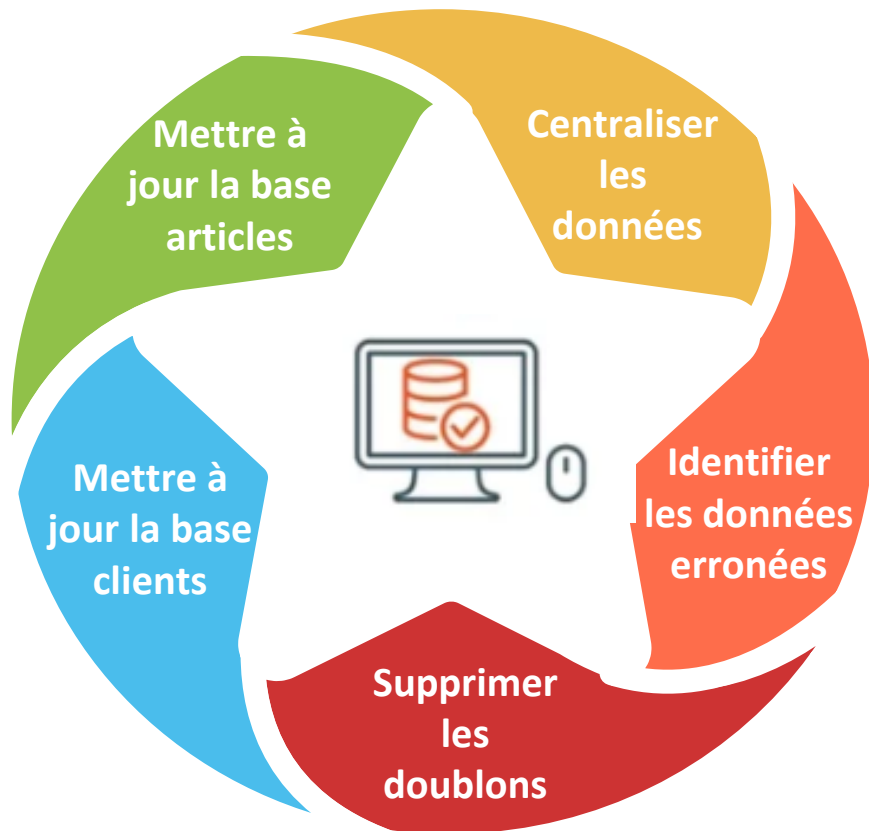 Centraliser
les
données
Identifier
les données
erronées
Supprimer
les
doublons
Mettre à
jour la base
clients
Mettre à
jour la base
articles